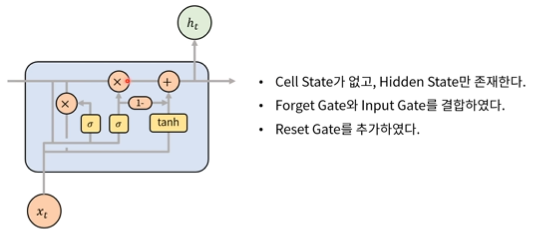 hₜ
× +
×
1-
σ σ tanh
xₜ
• Cell State가 없고, Hidden State만 존재한다.
• Forget Gate와 Input Gate를 결합하였다.
• Reset Gate를 추가하였다.